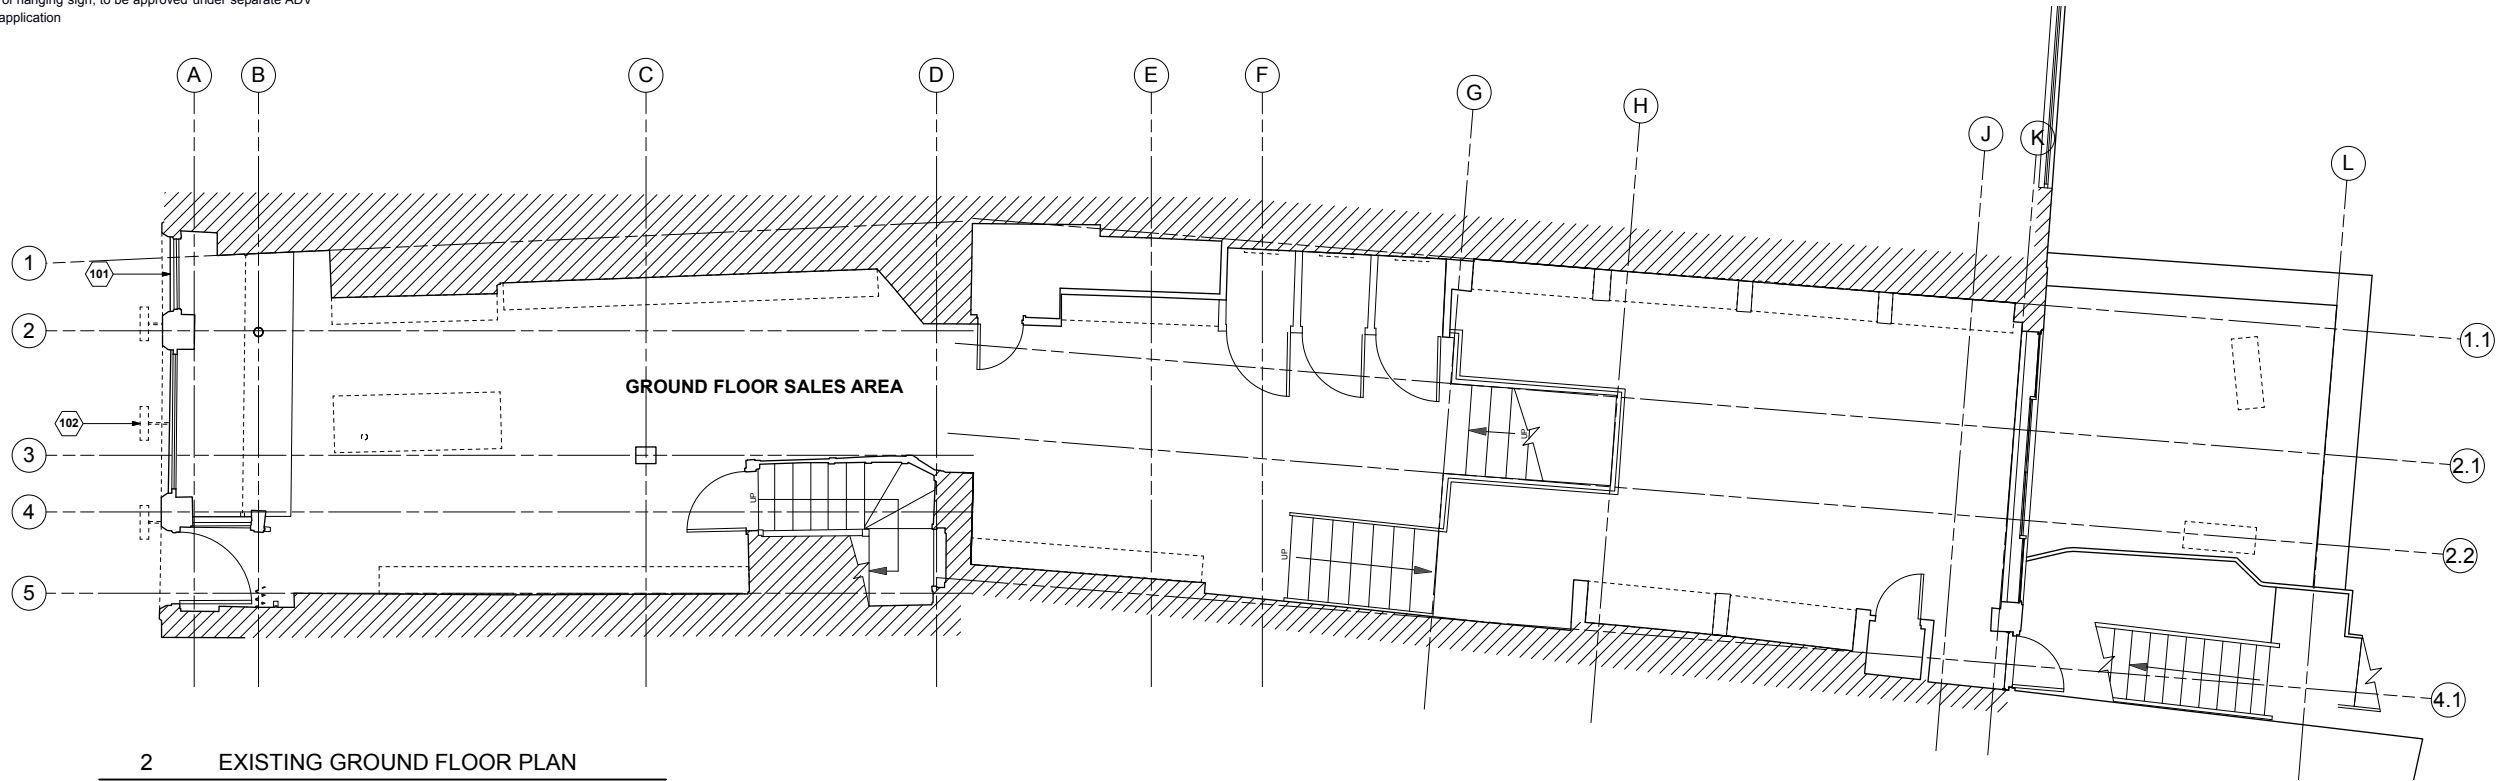 of hanging sign, to be approved under separate ADV
application
A
B
C
D
E
F
G
H
J
K
L
1
101
2
1.1
GROUND FLOOR SALES AREA
102
3
UP
2.1
4
UP
UP
2.2
5
4.1
2 EXISTING GROUND FLOOR PLAN